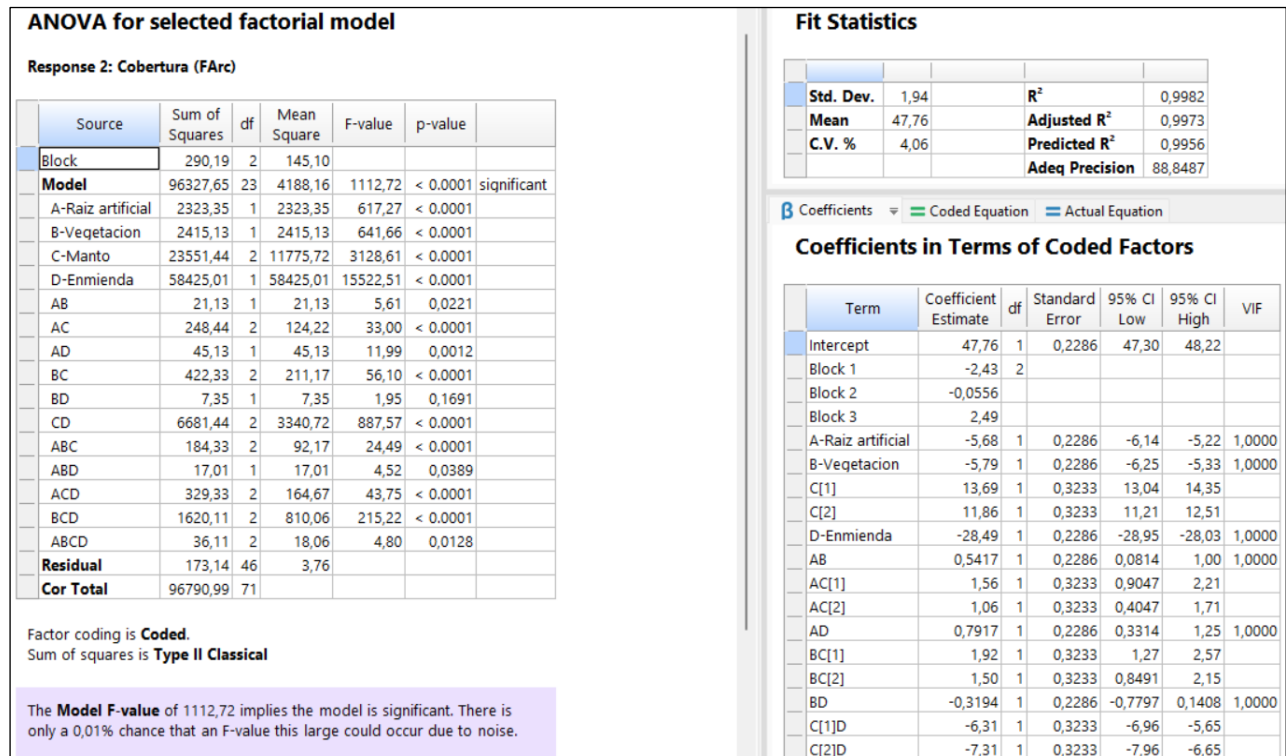 ANOVA for selected factorial model
Response 2: Cobertura (FArc)
Source Sum of Squares df Mean Square F-value p-value
Block 290,19 2 145,10
Model 96327,65 23 4188,16 1112,72 < 0.0001 significant
A-Raiz artificial 2323,35 1 2323,35 617,27 < 0.0001
B-Vegetacion 2415,13 1 2415,13 641,66 < 0.0001
C-Manto 23551,44 2 11775,72 3128,61 < 0.0001
D-Enmienda 58425,01 1 58425,01 15522,51 < 0.0001
AB 21,13 1 21,13 5,61 0,0221
AC 248,44 2 124,22 33,00 < 0.0001
AD 45,13 1 45,13 11,99 0,0012
BC 422,33 2 211,17 56,10 < 0.0001
BD 7,35 1 7,35 1,95 0,1691
CD 6681,44 2 3340,72 887,57 < 0.0001
ABC 184,33 2 92,17 24,49 < 0.0001
ABD 17,01 1 17,01 4,52 0,0389
ACD 329,33 2 164,67 43,75 < 0.0001
BCD 1620,11 2 810,06 215,22 < 0.0001
ABCD 36,11 2 18,06 4,80 0,0128
Residual 173,14 46 3,76
Cor Total 96790,99 71
Factor coding is Coded.
Sum of squares is Type II Classical
The Model F-value of 1112,72 implies the model is significant. There is
only a 0,01% chance that an F-value this large could occur due to noise.
Fit Statistics
Std. Dev. 1,94 R² 0,9982
Mean 47,76 Adjusted R² 0,9973
C.V. % 4,06 Predicted R² 0,9956
Adeq Precision 88,8487
β Coefficients Coded Equation Actual Equation
Coefficients in Terms of Coded Factors
Term Coefficient Estimate df Standard Error 95% CI Low 95% CI High VIF
Intercept 47,76 1 0,2286 47,30 48,22
Block 1 -2,43 2
Block 2 -0,0556
Block 3 2,49
A-Raiz artificial -5,68 1 0,2286 -6,14 -5,22 1,0000
B-Vegetacion -5,79 1 0,2286 -6,25 -5,33 1,0000
C[1] 13,69 1 0,3233 13,04 14,35
C[2] 11,86 1 0,3233 11,21 12,51
D-Enmienda -28,49 1 0,2286 -28,95 -28,03 1,0000
AB 0,5417 1 0,2286 0,0814 1,00 1,0000
AC[1] 1,56 1 0,3233 0,9047 2,21
AC[2] 1,06 1 0,3233 0,4047 1,71
AD 0,7917 1 0,2286 0,3314 1,25 1,0000
BC[1] 1,92 1 0,3233 1,27 2,57
BC[2] 1,50 1 0,3233 0,8491 2,15
BD -0,3194 1 0,2286 -0,7797 0,1408 1,0000
C[1]D -6,31 1 0,3233 -6,96 -5,65
C[2]D -7,31 1 0,3233 -7,96 -6,65